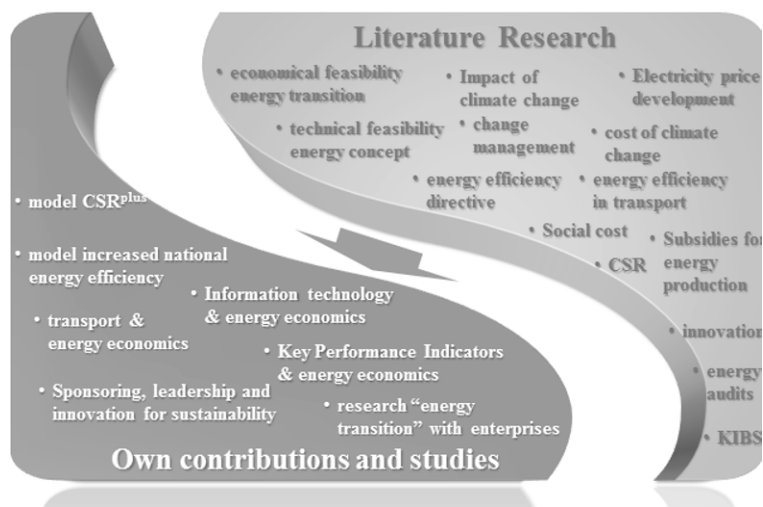 Literature Research
• economical feasibility
energy transition
• Impact of
climate change
• Electricity price
development
• technical feasibility
energy concept
• change
management
• cost of climate
change
• energy efficiency
directive
• energy efficiency
in transport
• Social cost
• Subsidies for
energy
production
• CSR
• innovation
• energy
audits
• KIBS
• model CSRplus
• model increased national
energy efficiency
• Information technology
& energy economics
• transport &
energy economics
• Key Performance Indicators
& energy economics
• Sponsoring, leadership and
innovation for sustainability
• research “energy
transition” with enterprises
Own contributions and studies